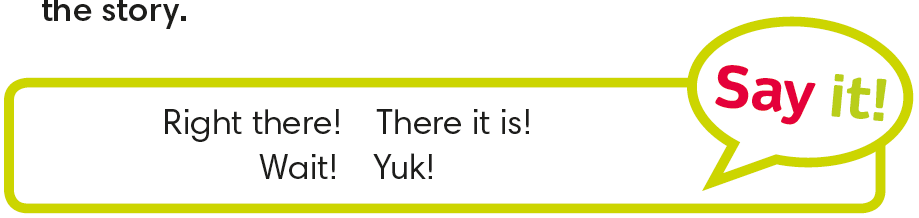 the story.
Say it!
Right there! There it is!
Wait! Yuk!